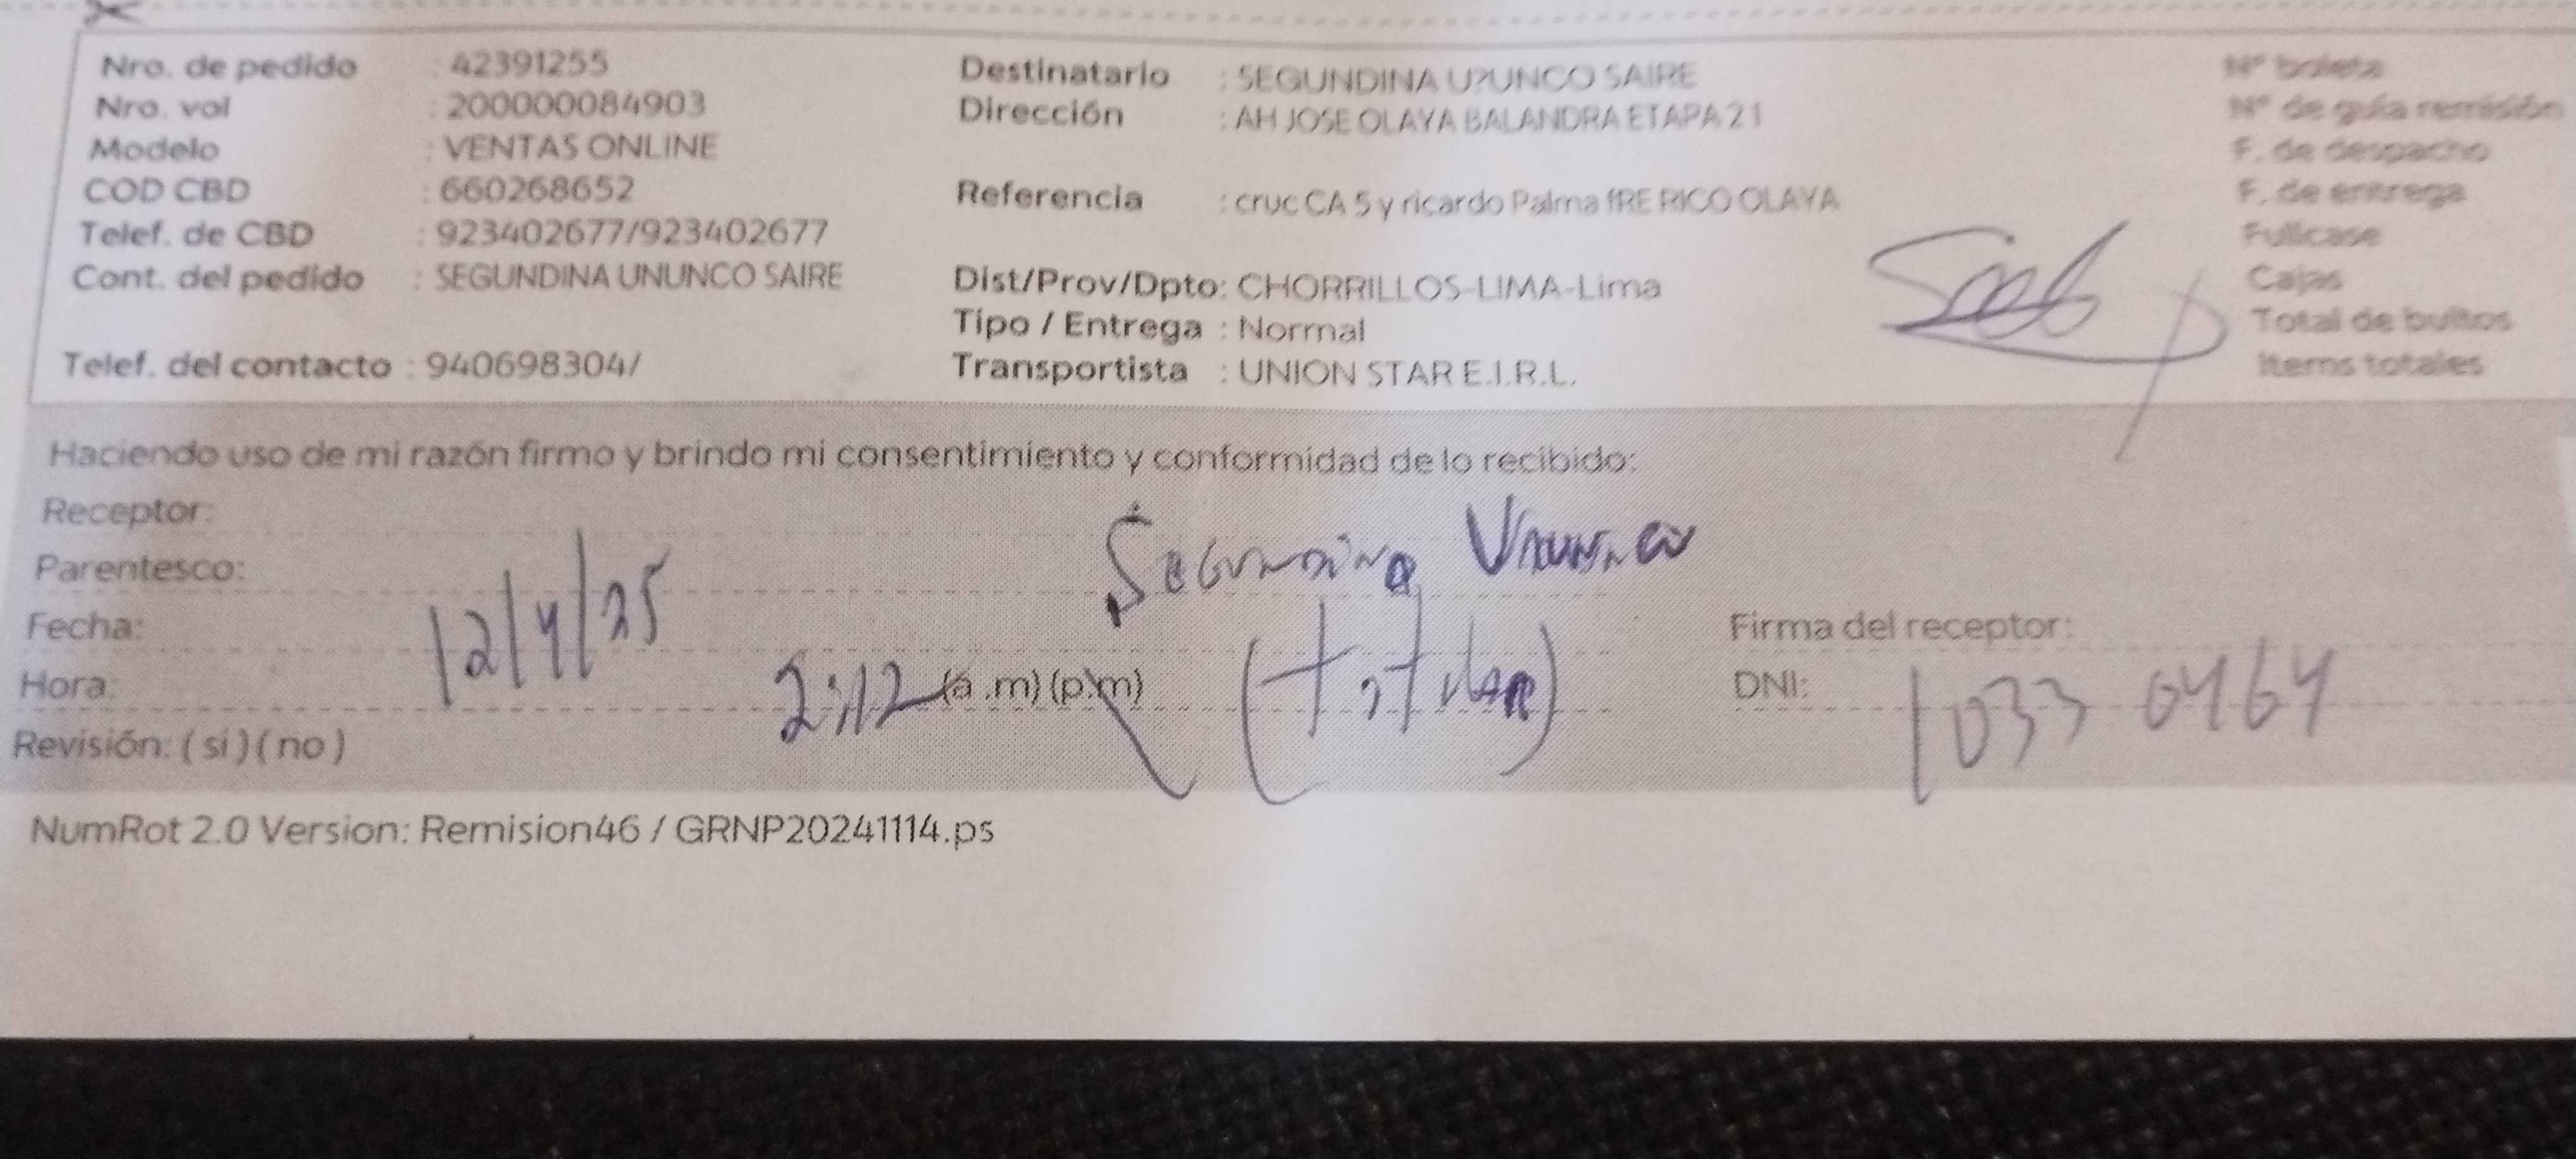 Nro. de pedido : 42391255
Nro. vol : 200000084903
Modelo : VENTAS ONLINE
COD CBD : 660268652
Telef. de CBD : 923402677/923402677
Cont. del pedido : SEGUNDINA UNUNCO SAIRE
Telef. del contacto : 940698304/
Destinatario : SEGUNDINA U?UNCO SAIRE
Dirección : AH JOSE OLAYA BALANDRA ETAPA 2 1
Referencia : cruc CA 5 y ricardo Palma fRE RICO OLAYA
Dist/Prov/Dpto: CHORRILLOS-LIMA-Lima
Tipo / Entrega : Normal
Transportista : UNION STAR E.I.R.L.
N° boleta
N° de guía remisión
F. de despacho
F. de entrega
Fullcase
Cajas
Total de bultos
Items totales
Haciendo uso de mi razón firmo y brindo mi consentimiento y conformidad de lo recibido:
Receptor: Segundina
Parentesco: (titular)
Fecha: 12/4/25
Hora: 2:12 (a .m) (p.m)
Revisión: ( si ) ( no )
Firma del receptor:
DNI: 1033 0464
NumRot 2.0 Version: Remision46 / GRNP20241114.ps